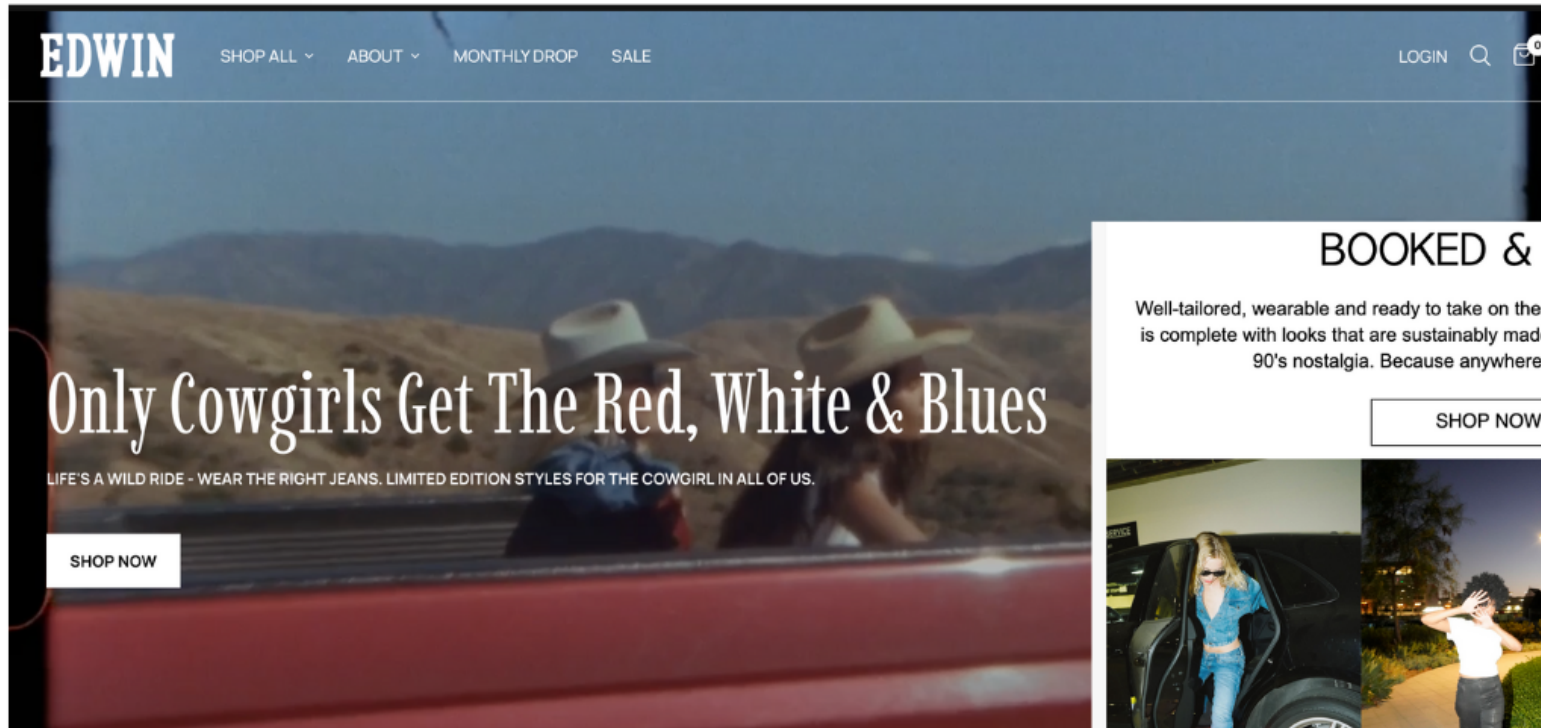 EDWIN
SHOP ALL
ABOUT
MONTHLY DROP
SALE
LOGIN
0
Only Cowgirls Get The Red, White & Blues
LIFE'S A WILD RIDE - WEAR THE RIGHT JEANS. LIMITED EDITION STYLES FOR THE COWGIRL IN ALL OF US.
SHOP NOW
BOOKED &
Well-tailored, wearable and ready to take on the
is complete with looks that are sustainably made
90's nostalgia. Because anywhere
SHOP NOW